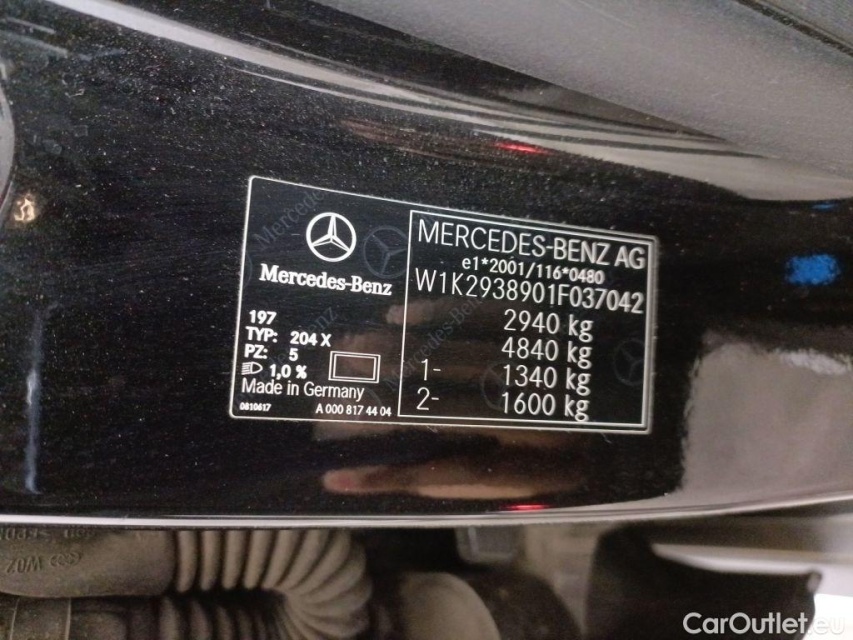 Mercedes-Benz
197
TYP: 204 X
PZ: 5
1,0 %
Made in Germany
0810617 A 000 817 44 04
MERCEDES-BENZ AG
e1*2001/116*0480
W1K2938901F037042
2940 kg
4840 kg
1- 1340 kg
2- 1600 kg
CarOutlet.eu